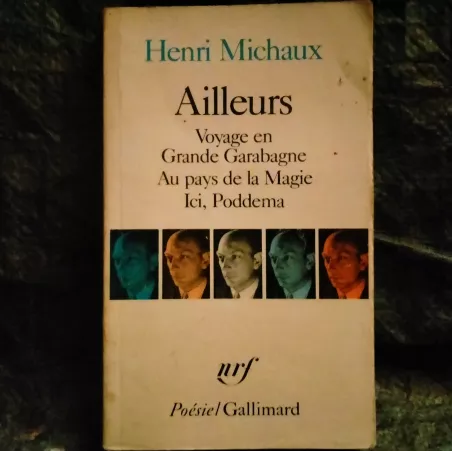 Henri Michaux
Ailleurs
Voyage en
Grande Garabagne
Au pays de la Magie
Ici, Poddema
nrf
Poésie/Gallimard